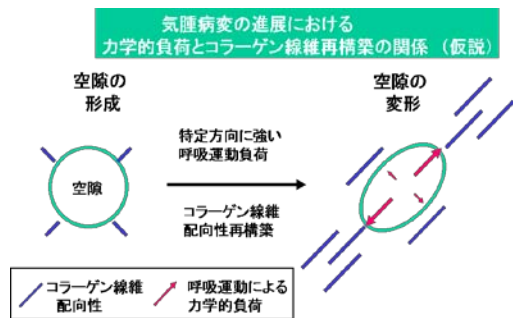 気腫病変の進展における
力学的負荷とコラーゲン線維再構築の関係 （仮説）
空隙の
形成
空隙の
変形
特定方向に強い
呼吸運動負荷
空隙
コラーゲン線維
配向性再構築
コラーゲン線維
配向性
呼吸運動による
力学的負荷